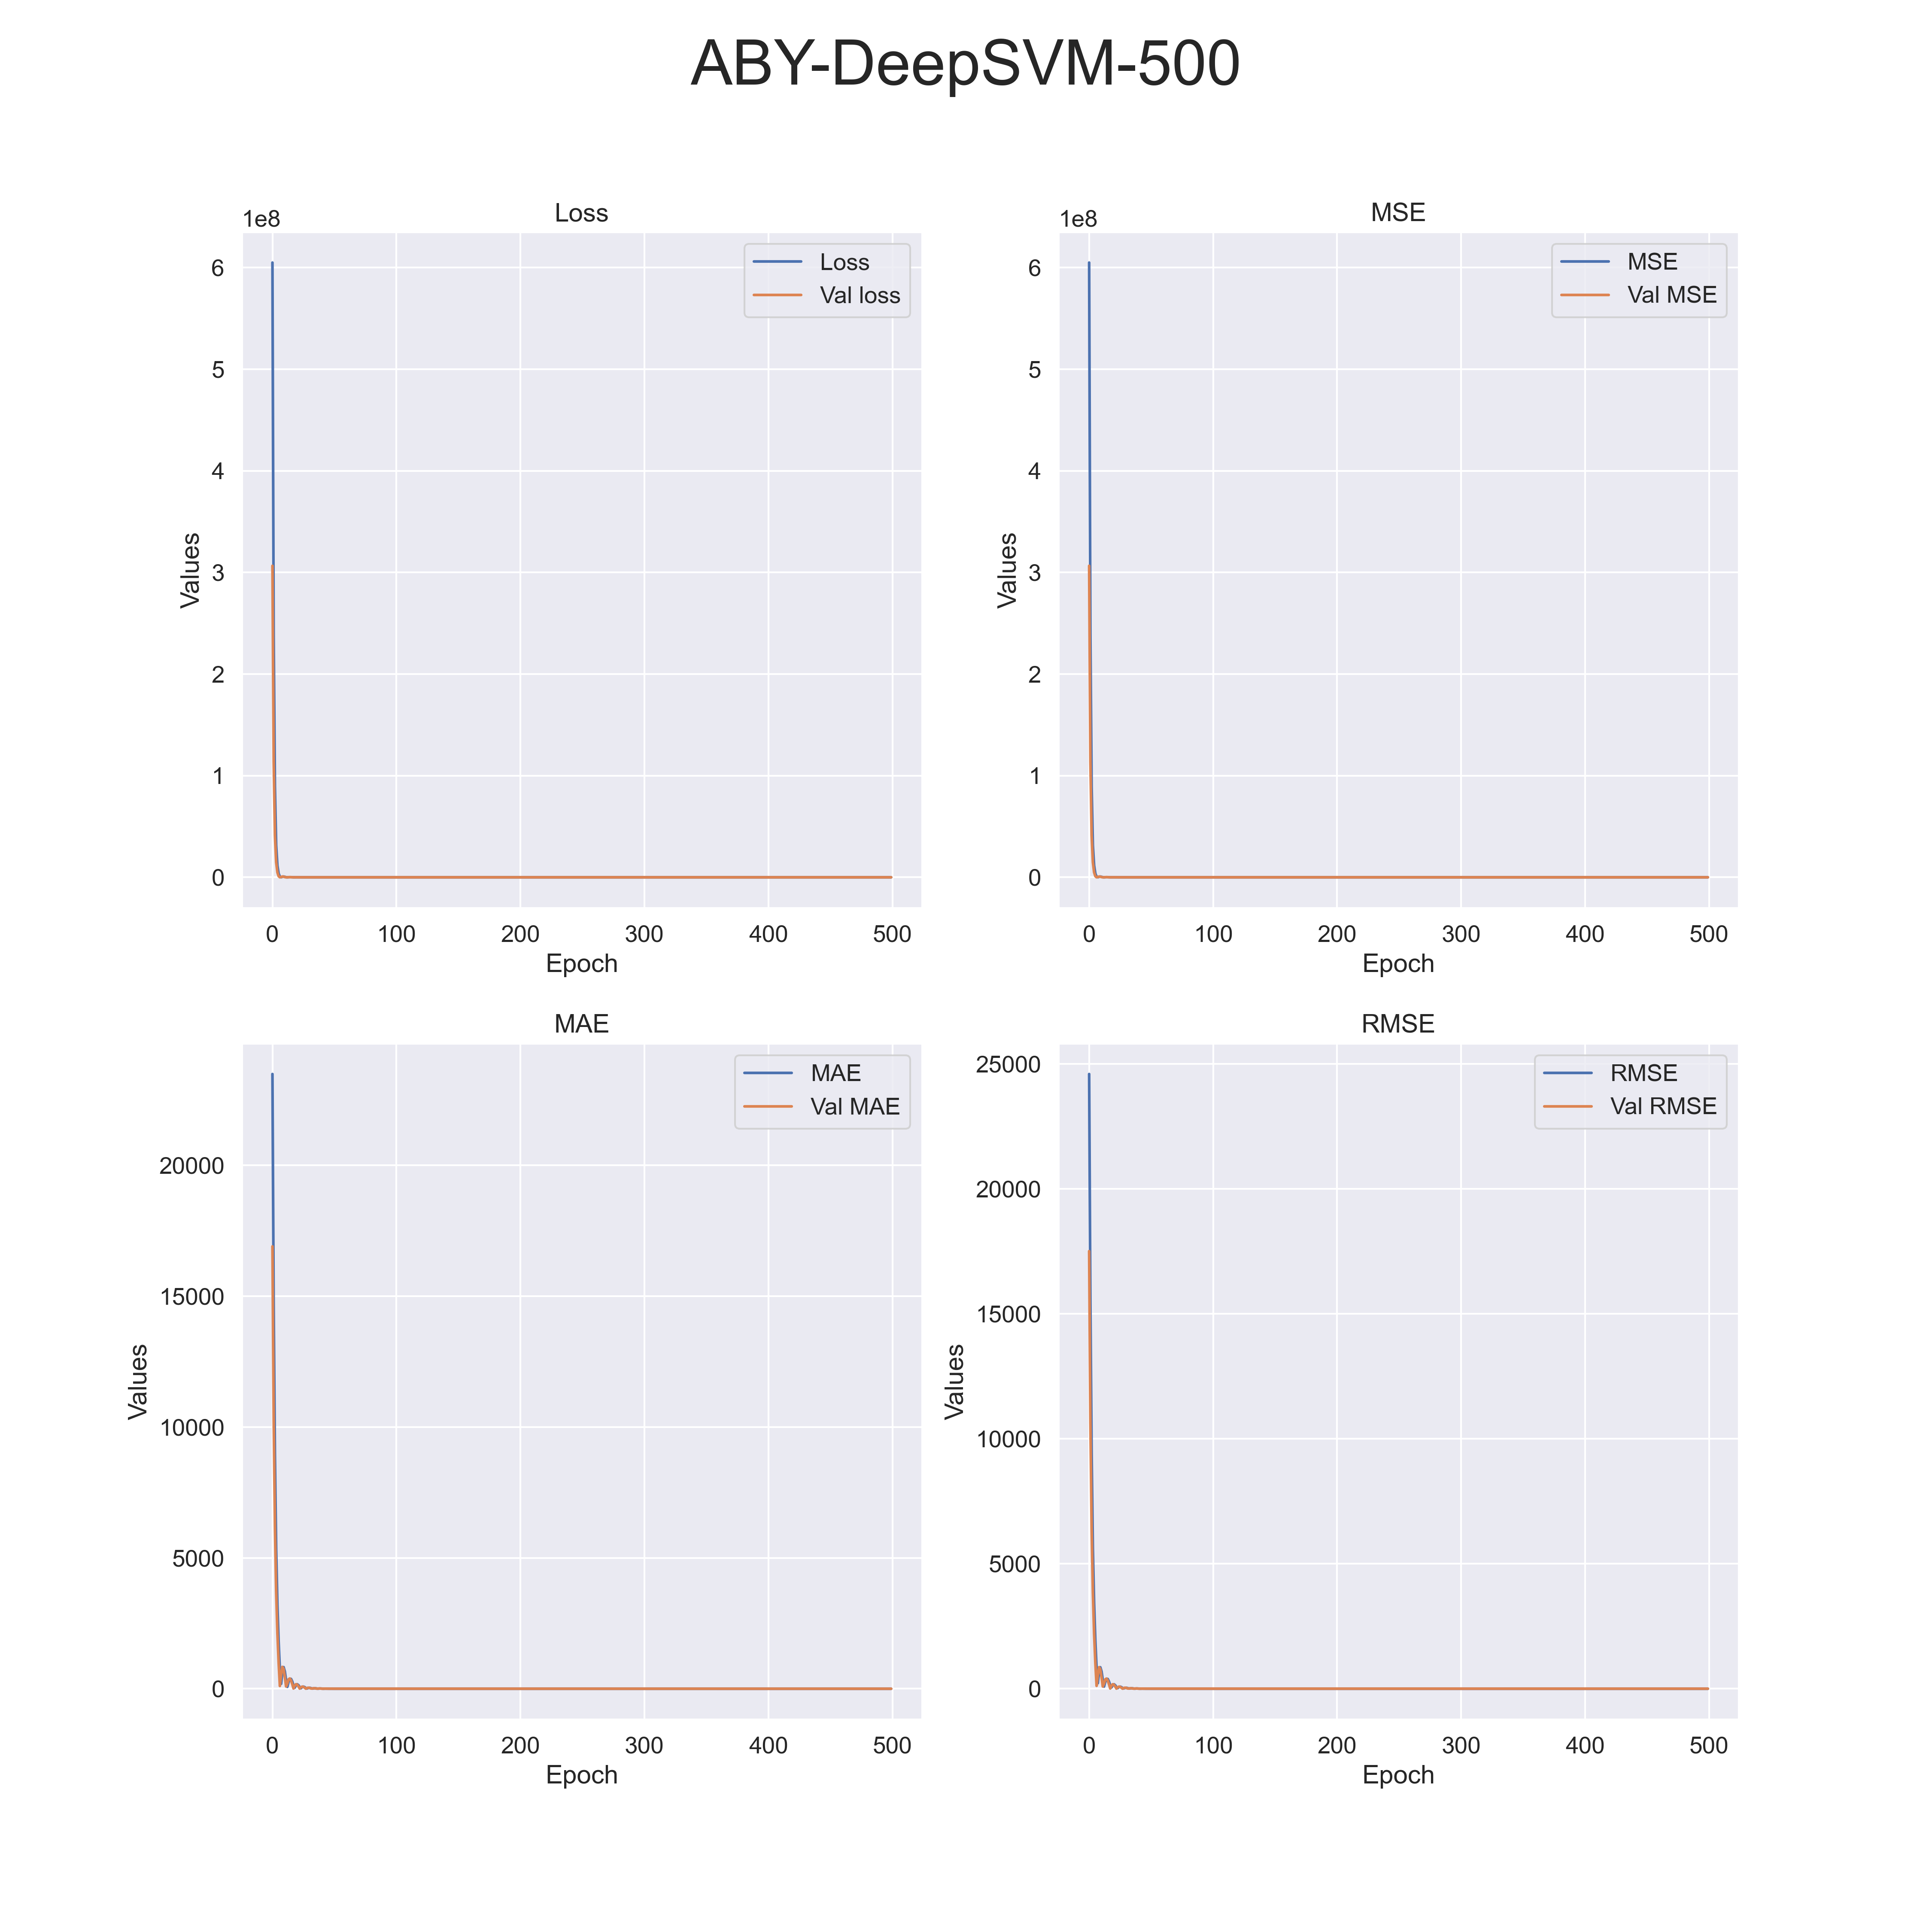 ABY-DeepSVM-500
Loss
1e8
6
5
4
3
2
1
0
Values
0 100 200 300 400 500
Epoch
Loss
Val loss
MSE
1e8
6
5
4
3
2
1
0
Values
0 100 200 300 400 500
Epoch
MSE
Val MSE
MAE
20000
15000
10000
5000
0
Values
0 100 200 300 400 500
Epoch
MAE
Val MAE
RMSE
25000
20000
15000
10000
5000
0
Values
0 100 200 300 400 500
Epoch
RMSE
Val RMSE